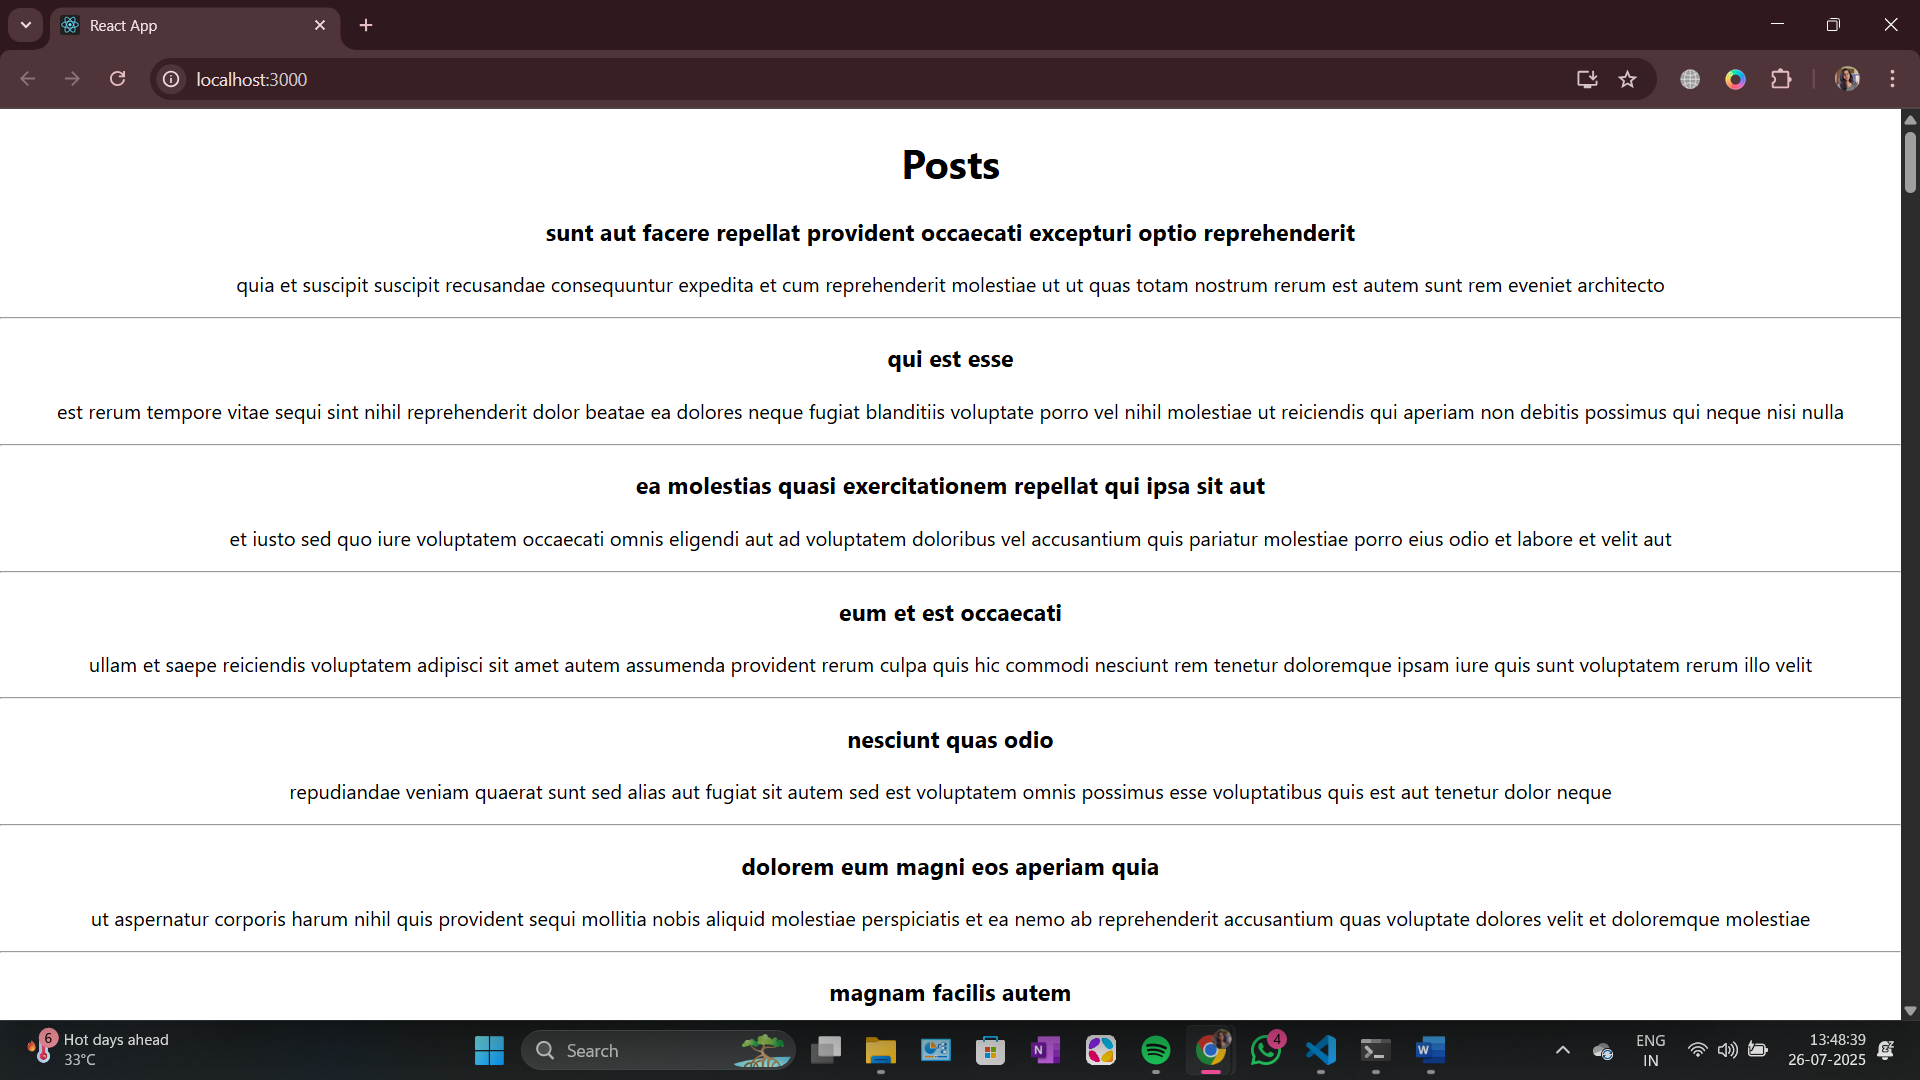 React App
localhost:3000
Posts
sunt aut facere repellat provident occaecati excepturi optio reprehenderit
quia et suscipit suscipit recusandae consequuntur expedita et cum reprehenderit molestiae ut ut quas totam nostrum rerum est autem sunt rem eveniet architecto
qui est esse
est rerum tempore vitae sequi sint nihil reprehenderit dolor beatae ea dolores neque fugiat blanditiis voluptate porro vel nihil molestiae ut reiciendis qui aperiam non debitis possimus qui neque nisi nulla
ea molestias quasi exercitationem repellat qui ipsa sit aut
et iusto sed quo iure voluptatem occaecati omnis eligendi aut ad voluptatem doloribus vel accusantium quis pariatur molestiae porro eius odio et labore et velit aut
eum et est occaecati
ullam et saepe reiciendis voluptatem adipisci sit amet autem assumenda provident rerum culpa quis hic commodi nesciunt rem tenetur doloremque ipsam iure quis sunt voluptatem rerum illo velit
nesciunt quas odio
repudiandae veniam quaerat sunt sed alias aut fugiat sit autem sed est voluptatem omnis possimus esse voluptatibus quis est aut tenetur dolor neque
dolorem eum magni eos aperiam quia
ut aspernatur corporis harum nihil quis provident sequi mollitia nobis aliquid molestiae perspiciatis et ea nemo ab reprehenderit accusantium quas voluptate dolores velit et doloremque molestiae
magnam facilis autem
6
Hot days ahead
33°C
Search
N
4
W
ENG
IN
13:48:39
26-07-2025